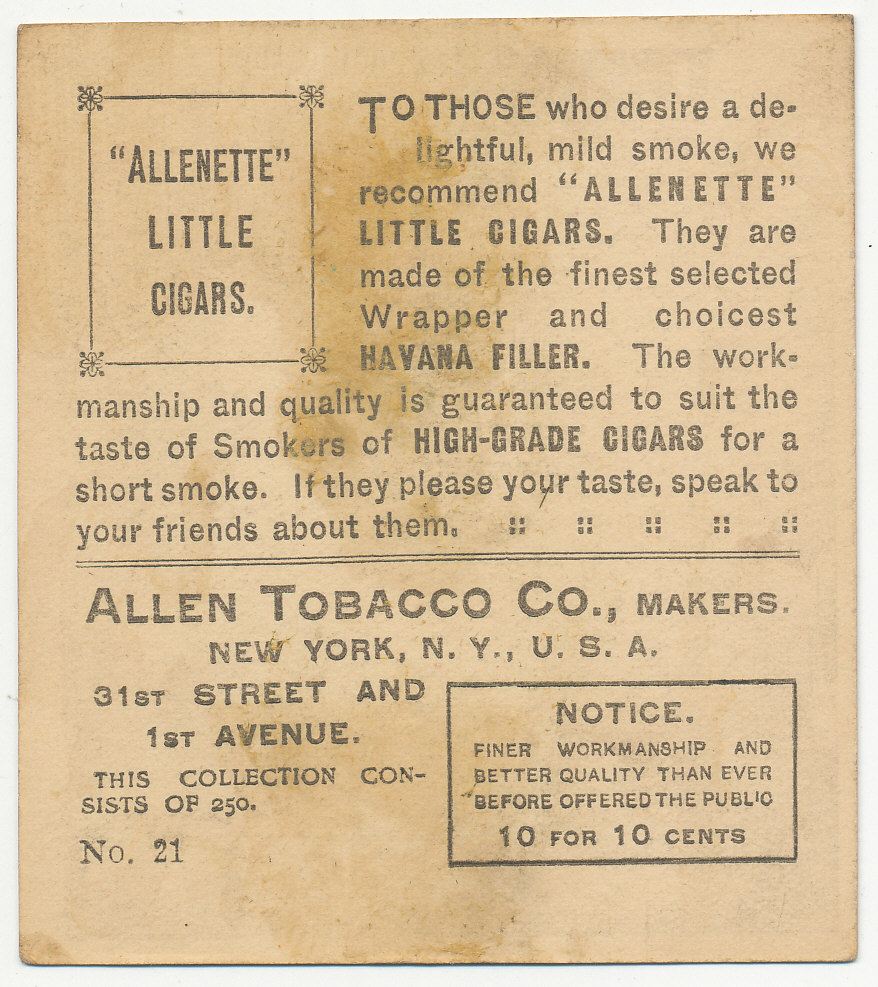 "ALLENETTE"
LITTLE
CIGARS.
TO THOSE who desire a de-
lightful, mild smoke, we
recommend "ALLENETTE"
LITTLE CIGARS. They are
made of the finest selected
Wrapper and choicest
HAVANA FILLER. The work-
manship and quality is guaranteed to suit the
taste of Smokers of HIGH-GRADE CIGARS for a
short smoke. If they please your taste, speak to
your friends about them. :: :: :: :: ::
ALLEN TOBACCO CO., MAKERS.
NEW YORK, N. Y., U. S. A.
31ST STREET AND
1ST AVENUE.
THIS COLLECTION CON-
SISTS OF 250.
No. 21
NOTICE.
FINER WORKMANSHIP AND
BETTER QUALITY THAN EVER
BEFORE OFFERED THE PUBLIC
10 FOR 10 CENTS